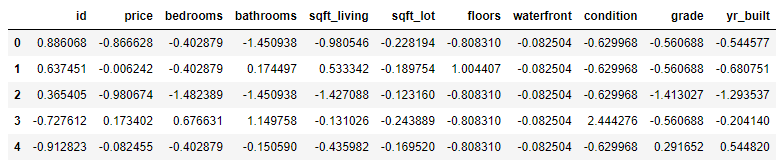 id price bedrooms bathrooms sqft_living sqft_lot floors waterfront condition grade yr_built
0 0.886068 -0.866628 -0.402879 -1.450938 -0.980546 -0.228194 -0.808310 -0.082504 -0.629968 -0.560688 -0.544577
1 0.637451 -0.006242 -0.402879 0.174497 0.533342 -0.189754 1.004407 -0.082504 -0.629968 -0.560688 -0.680751
2 0.365405 -0.980674 -1.482389 -1.450938 -1.427088 -0.123160 -0.808310 -0.082504 -0.629968 -1.413027 -1.293537
3 -0.727612 0.173402 0.676631 1.149758 -0.131026 -0.243889 -0.808310 -0.082504 2.444276 -0.560688 -0.204140
4 -0.912823 -0.082455 -0.402879 -0.150590 -0.435982 -0.169520 -0.808310 -0.082504 -0.629968 0.291652 0.544820